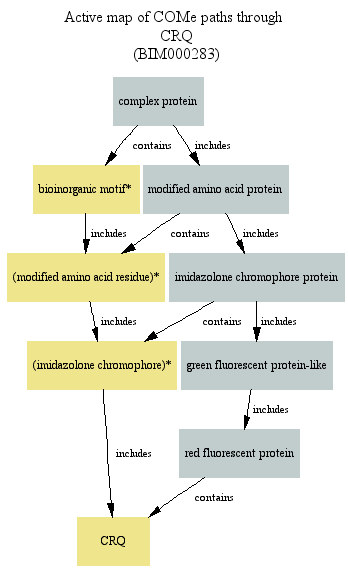 Active map of COMe paths through
CRQ
(BIM000283)
complex protein
contains
includes
bioinorganic motif*
modified amino acid protein
includes
contains
includes
(modified amino acid residue)*
imidazolone chromophore protein
includes
contains
includes
(imidazolone chromophore)*
green fluorescent protein-like
includes
includes
red fluorescent protein
contains
CRQ